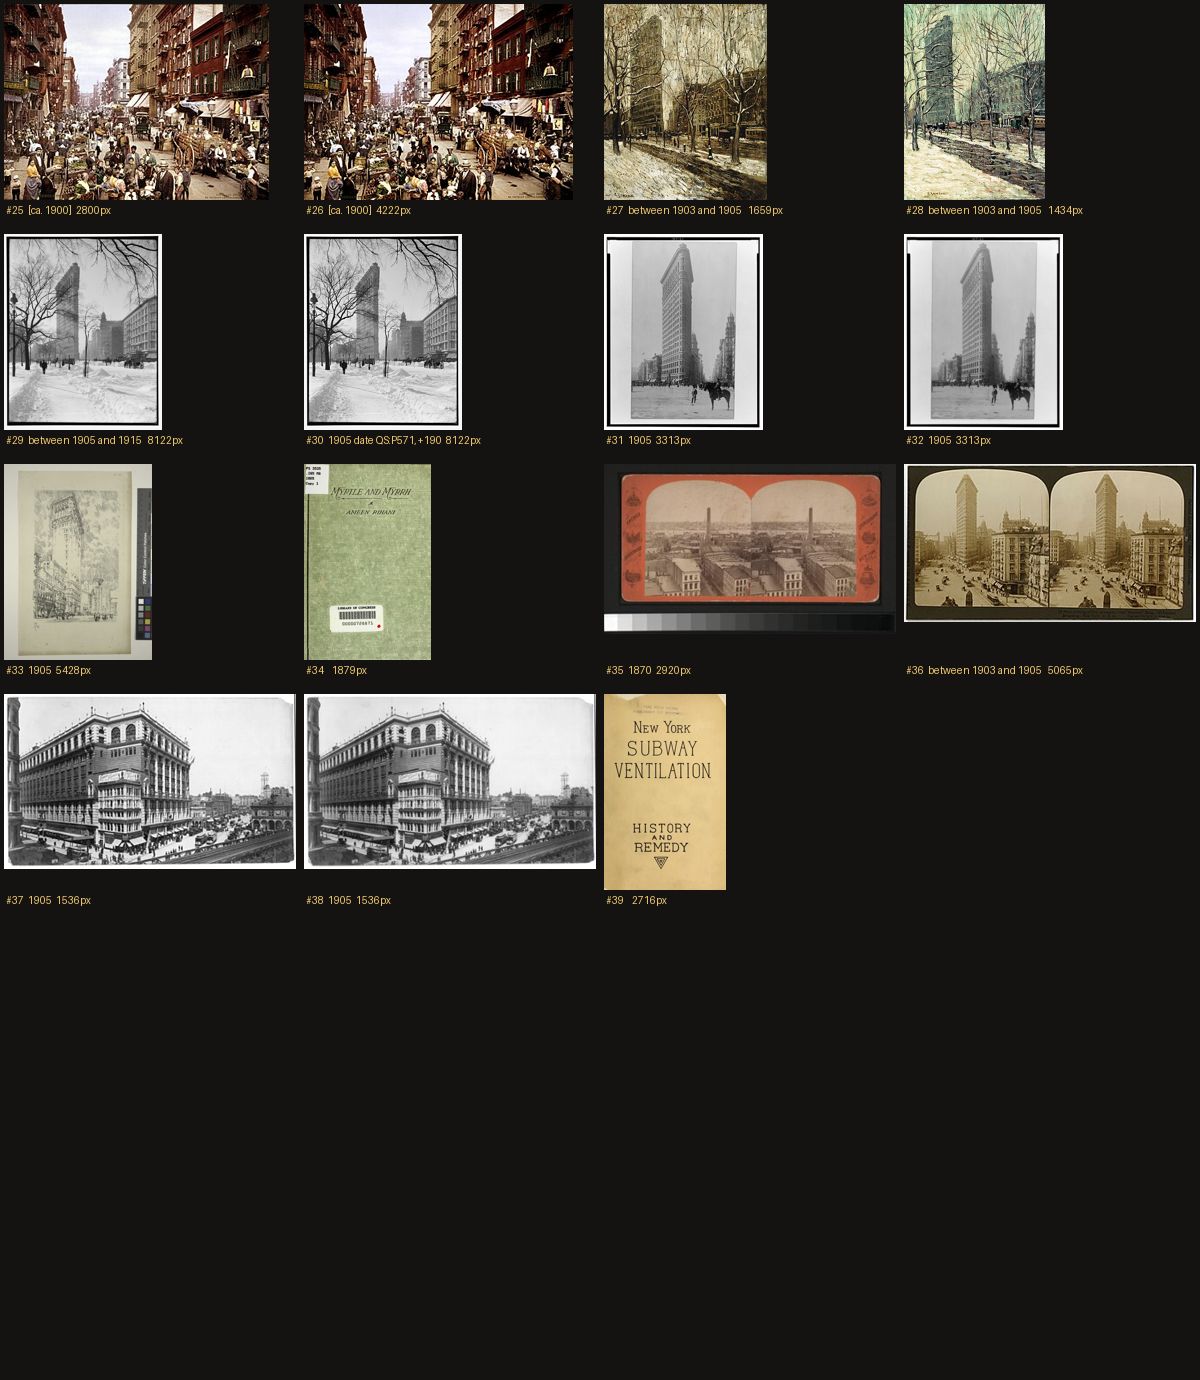 #25 [ca. 1900] 2800px
#26 [ca. 1900] 4222px
#27 between 1903 and 1905 1659px
#28 between 1903 and 1905 1434px
#29 between 1905 and 1915 8122px
#30 1905 date QS:P571,+190 8122px
#31 1905 3313px
#32 1905 3313px
MYRTLE AND MYRRH
AMEEN RIHANI
LIBRARY OF CONGRESS
#33 1905 5428px
#34 1879px
#35 1870 2920px
#36 between 1903 and 1905 5065px
NEW YORK
SUBWAY
VENTILATION
HISTORY
AND
REMEDY
#37 1905 1536px
#38 1905 1536px
#39 2716px